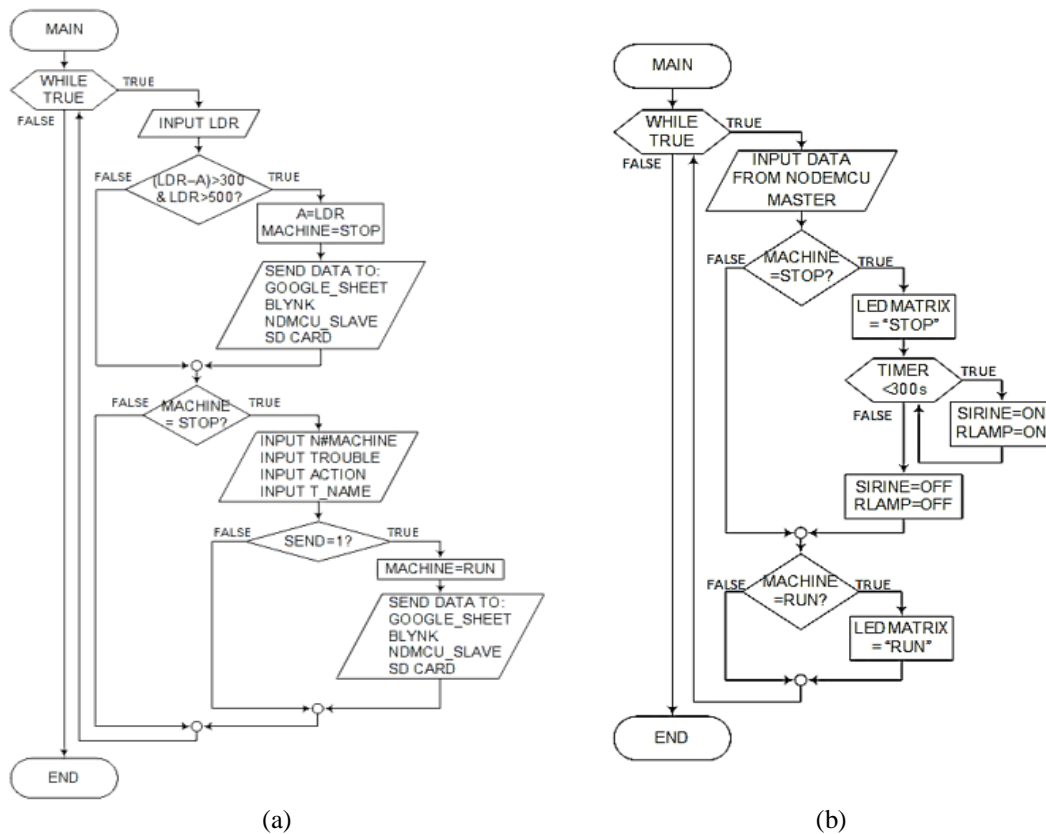 MAIN
WHILE
TRUE
TRUE
FALSE
INPUT LDR
FALSE
(LDR–A)>300
& LDR>500?
TRUE
A=LDR
MACHINE=STOP
SEND DATA TO:
GOOGLE_SHEET
BLYNK
NDMCU_SLAVE
SD CARD
FALSE
MACHINE
= STOP?
TRUE
INPUT N#MACHINE
INPUT TROUBLE
INPUT ACTION
INPUT T_NAME
FALSE
SEND=1?
TRUE
MACHINE=RUN
SEND DATA TO:
GOOGLE_SHEET
BLYNK
NDMCU_SLAVE
SD CARD
END
(a)
MAIN
WHILE
TRUE
TRUE
FALSE
INPUT DATA
FROM NODEMCU
MASTER
FALSE
MACHINE
=STOP?
TRUE
LED MATRIX
= “STOP”
TIMER
<300s
TRUE
FALSE
SIRINE=ON
RLAMP=ON
SIRINE=OFF
RLAMP=OFF
FALSE
MACHINE
=RUN?
TRUE
LED MATRIX
= “RUN”
END
(b)